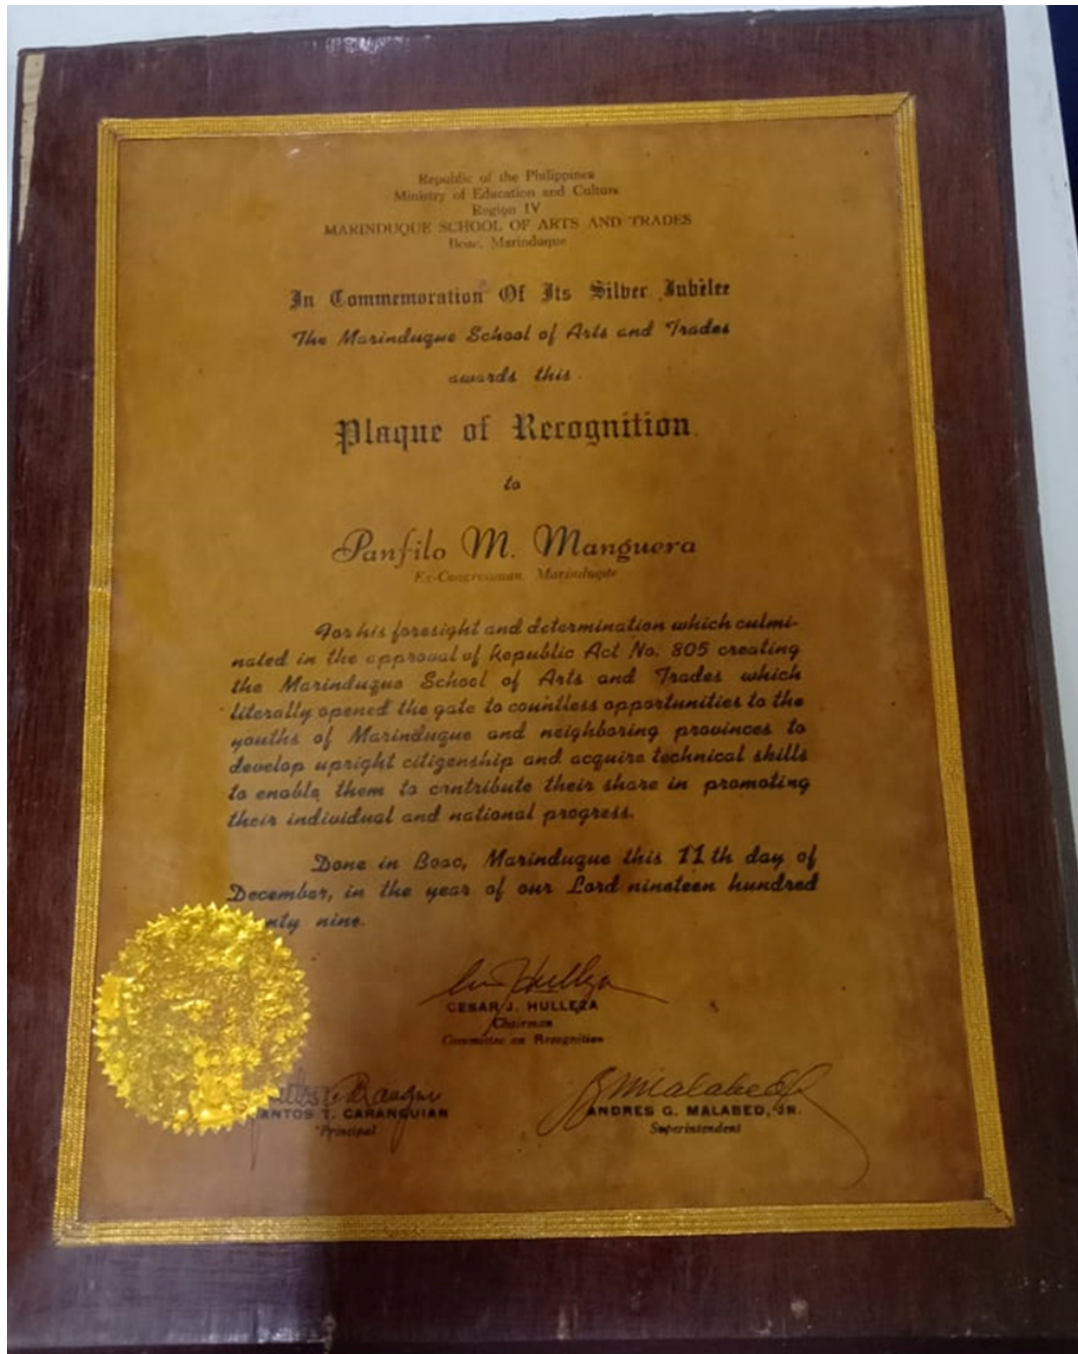 Republic of the Philippines
Ministry of Education and Culture
Region IV
MARINDUQUE SCHOOL OF ARTS AND TRADES
Boac, Marinduque
In Commemoration Of Its Silver Jubilee
The Marinduque School of Arts and Trades
awards this
Plaque of Recognition
to
Panfilo M. Manguera
Ex-Congressman, Marinduque
For his foresight and determination which culmi-
nated in the approval of Republic Act No. 805 creating
the Marinduque School of Arts and Trades which
literally opened the gate to countless opportunities to the
youths of Marinduque and neighboring provinces to
develop upright citizenship and acquire technical skills
to enable them to contribute their share in promoting
their individual and national progress.
Done in Boac, Marinduque this 11th day of
December, in the year of our Lord nineteen hundred
nty nine.
CESAR J. HULLEZA
Chairman
Committee on Recognition
ANTOS T. CARANGUIAN
Principal
ANDRES G. MALABED, JR.
Superintendent